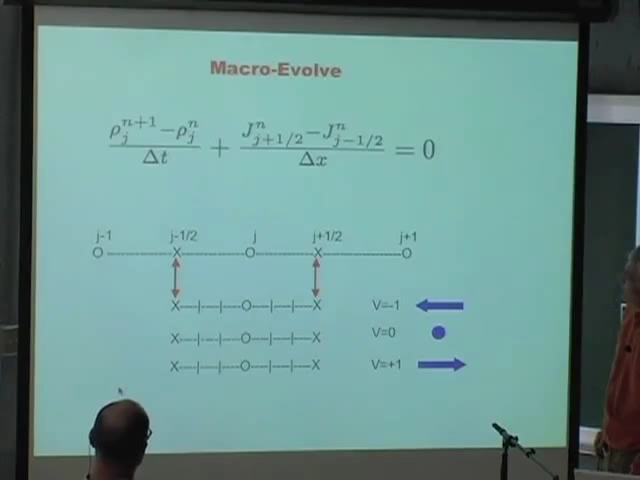 Macro-Evolve
ρ_j^{n+1} − ρ_j^n / Δt + J_{j+1/2}^n − J_{j−1/2}^n / Δx = 0
j-1 j-1/2 j j+1/2 j+1
O X O X O
X---|---|---O---|---|---X V=-1
X---|---|---O---|---|---X V=0
X---|---|---O---|---|---X V=+1